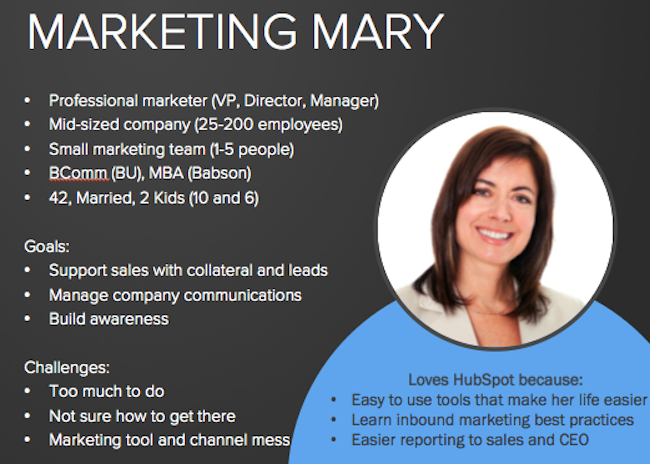 MARKETING MARY
• Professional marketer (VP, Director, Manager)
• Mid-sized company (25-200 employees)
• Small marketing team (1-5 people)
• BComm (BU), MBA (Babson)
• 42, Married, 2 Kids (10 and 6)
Goals:
• Support sales with collateral and leads
• Manage company communications
• Build awareness
Challenges:
• Too much to do
• Not sure how to get there
• Marketing tool and channel mess
Loves HubSpot because:
• Easy to use tools that make her life easier
• Learn inbound marketing best practices
• Easier reporting to sales and CEO